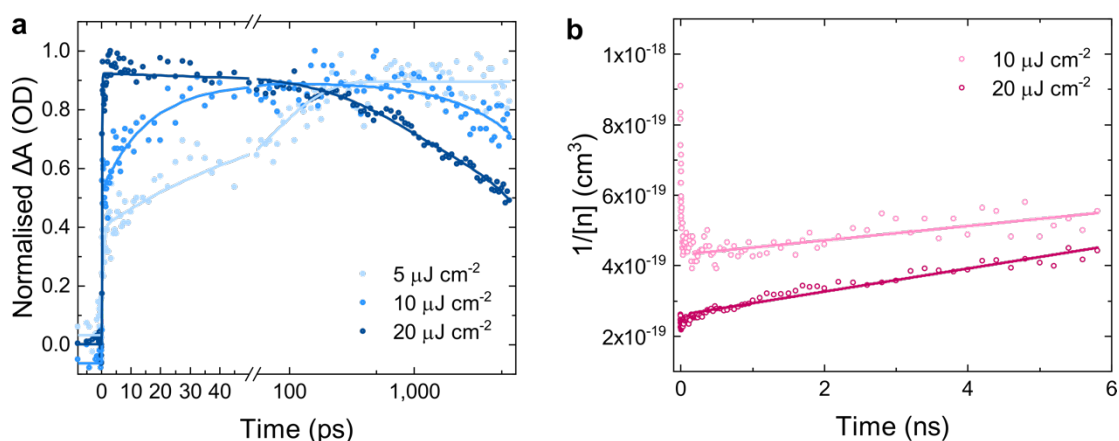 a
Normalised ΔA (OD)
1.0
0.8
0.6
0.4
0.2
0.0
5 μJ cm⁻²
10 μJ cm⁻²
20 μJ cm⁻²
0 10 20 30 40 100 1,000
Time (ps)
b
1/[n] (cm³)
1x10⁻¹⁸
8x10⁻¹⁹
6x10⁻¹⁹
4x10⁻¹⁹
2x10⁻¹⁹
10 μJ cm⁻²
20 μJ cm⁻²
0 2 4 6
Time (ns)